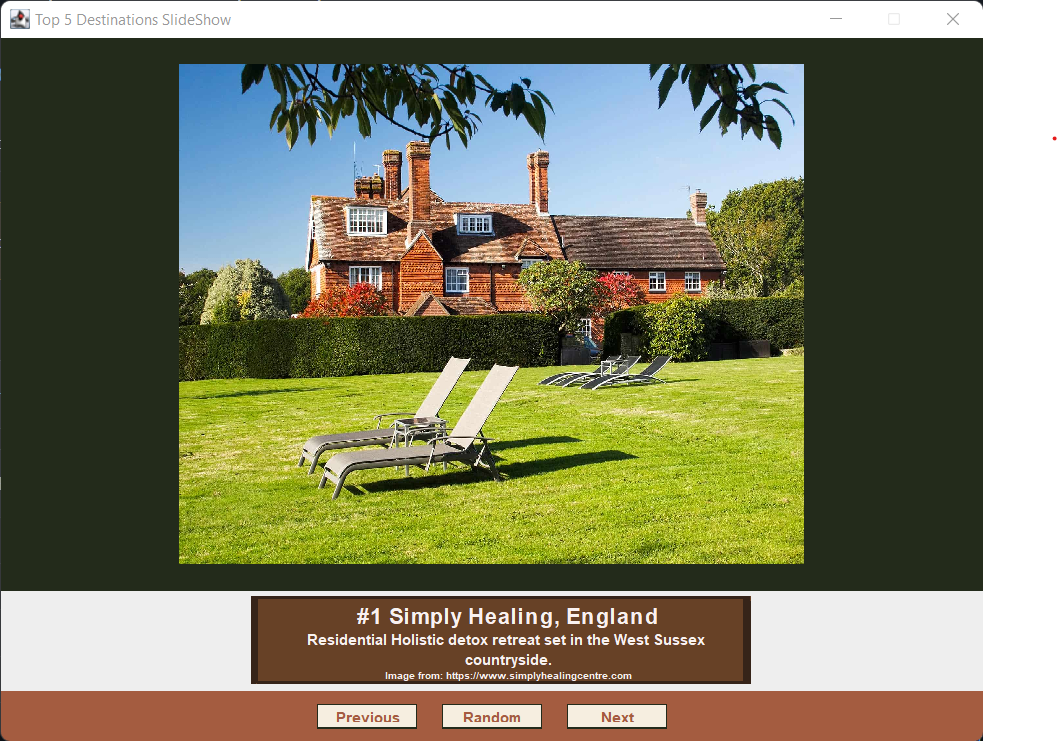 Top 5 Destinations SlideShow
#1 Simply Healing, England
Residential Holistic detox retreat set in the West Sussex
countryside.
Image from: https://www.simplyhealingcentre.com
Previous Random Next